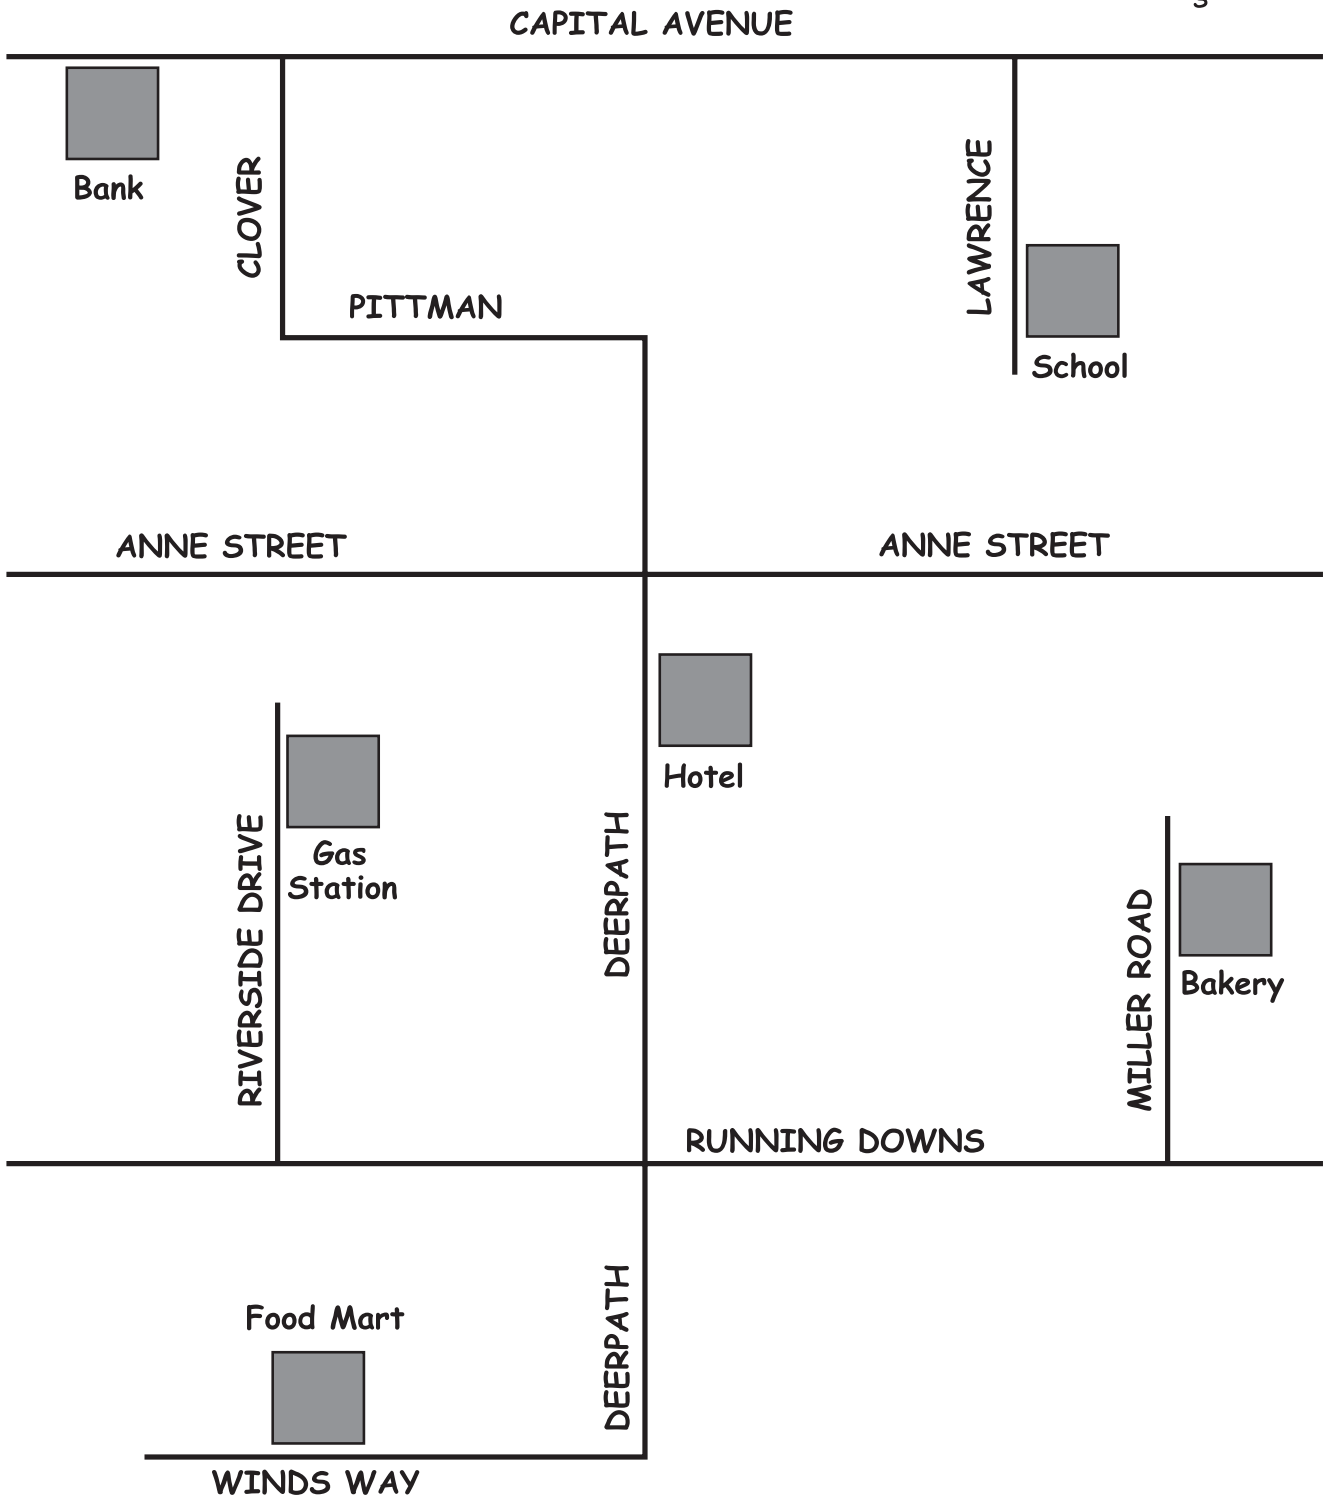 CAPITAL AVENUE
Bank
CLOVER
LAWRENCE
PITTMAN
School
ANNE STREET
ANNE STREET
Hotel
Gas
Station
RIVERSIDE DRIVE
DEERPATH
MILLER ROAD
Bakery
RUNNING DOWNS
Food Mart
DEERPATH
WINDS WAY